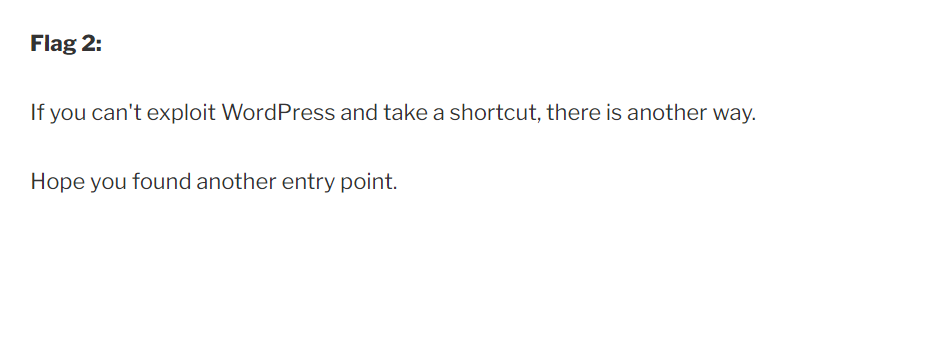 Flag 2:
If you can't exploit WordPress and take a shortcut, there is another way.
Hope you found another entry point.